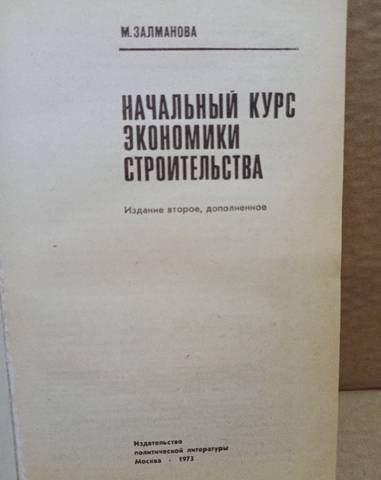 М. ЗАЛМАНОВА
НАЧАЛЬНЫЙ КУРС
ЭКОНОМИКИ
СТРОИТЕЛЬСТВА
Издание второе, дополненное
Издательство
политической литературы
Москва · 1973